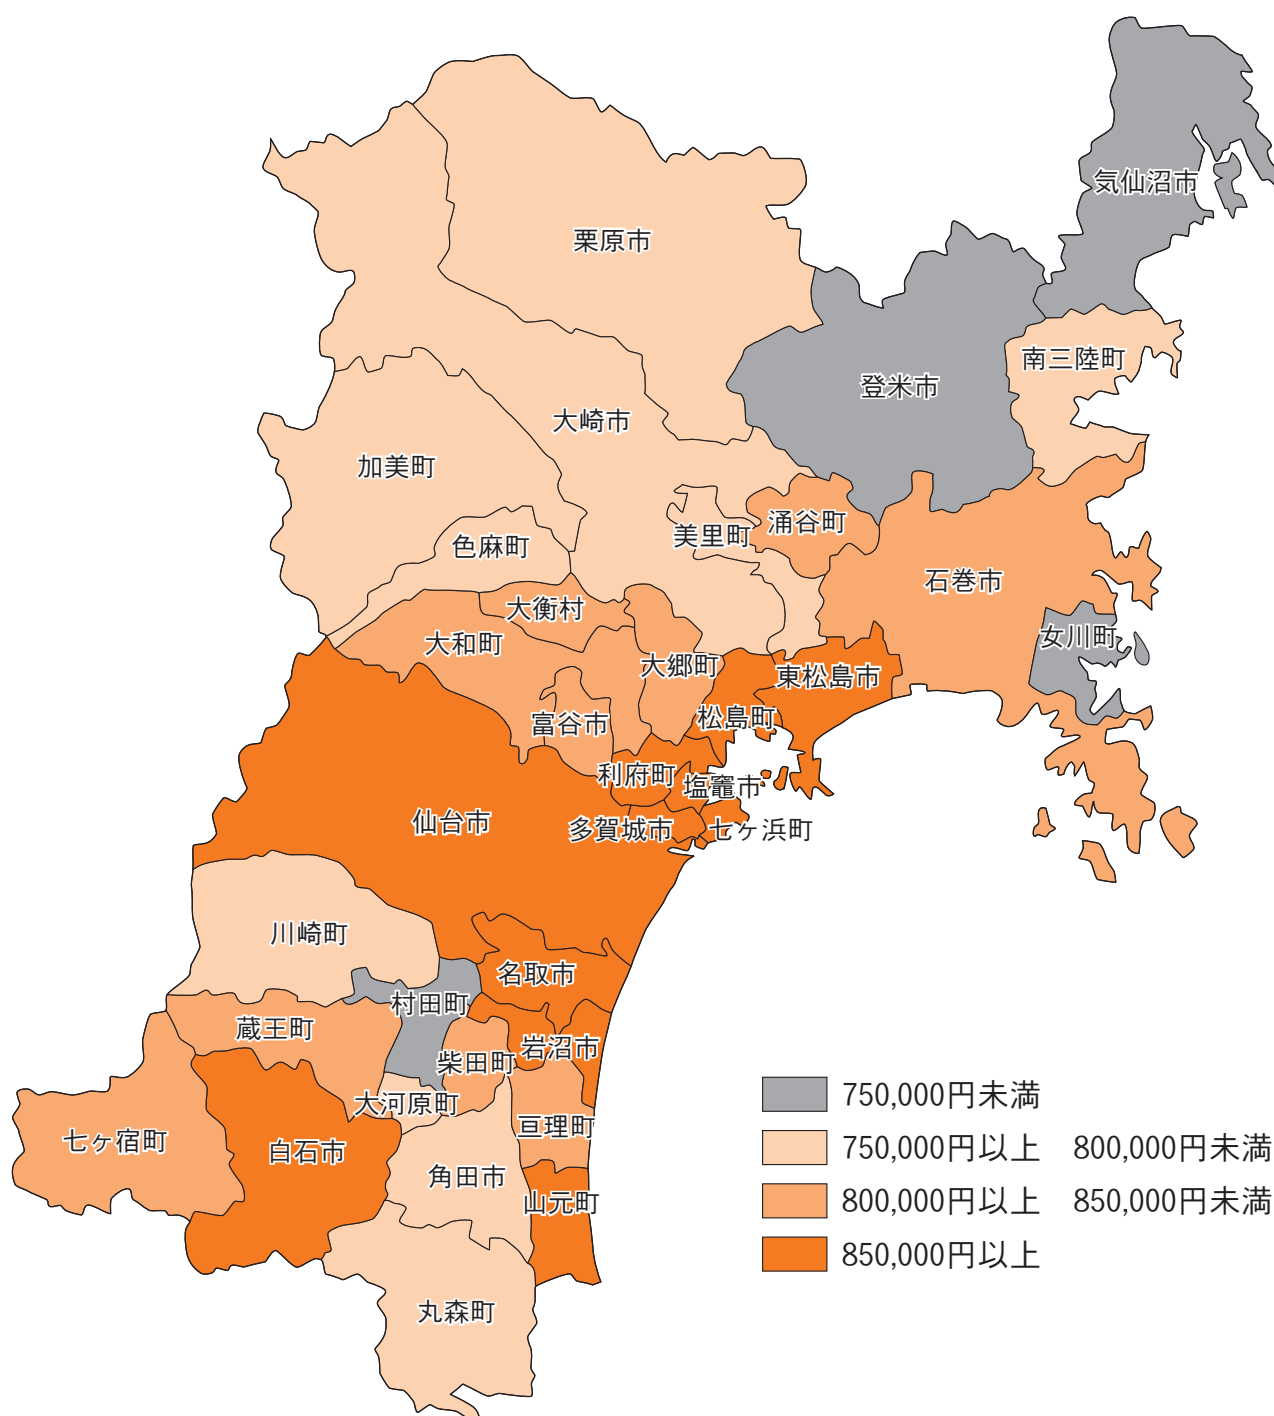 気仙沼市
栗原市
南三陸町
登米市
大崎市
加美町
涌谷町
美里町
色麻町
石巻市
大衡村
女川町
大和町
大郷町
東松島市
松島町
富谷市
利府町
塩竈市
仙台市
多賀城市
七ヶ浜町
川崎町
名取市
村田町
蔵王町
岩沼市
柴田町
大河原町
亘理町
七ヶ宿町
白石市
角田市
山元町
丸森町
750,000円未満
750,000円以上　800,000円未満
800,000円以上　850,000円未満
850,000円以上